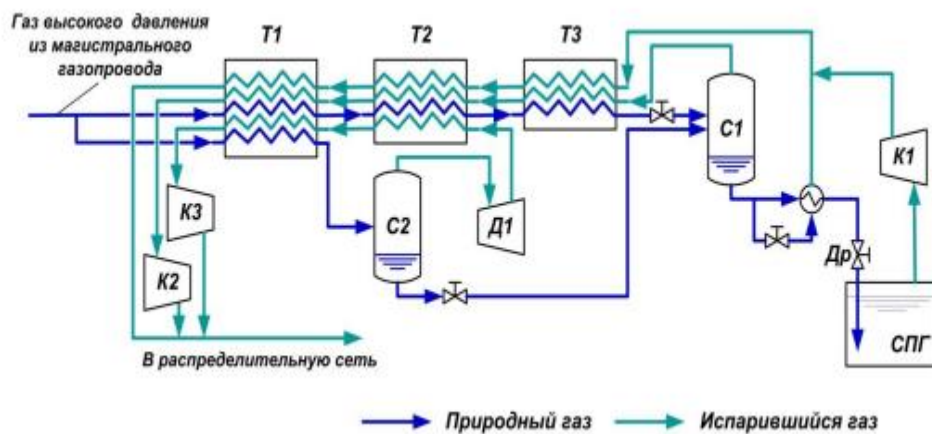 Газ высокого давления
из магистрального
газопровода
Т1
Т2
Т3
С1
К1
К3
С2
Д1
К2
Др
СПГ
В распределительную сеть
Природный газ
Испарившийся газ